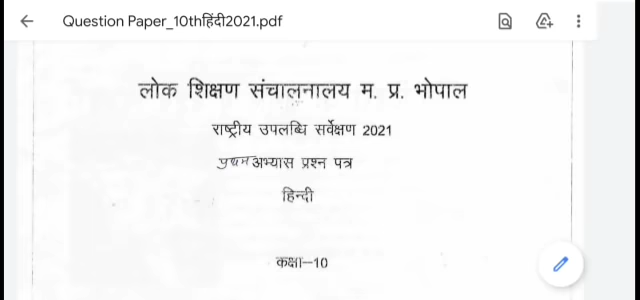 Question Paper_10thहिंदी2021.pdf
लोक शिक्षण संचालनालय म. प्र. भोपाल
राष्ट्रीय उपलब्धि सर्वेक्षण 2021
प्रथम अभ्यास प्रश्न पत्र
हिन्दी
कक्षा–10